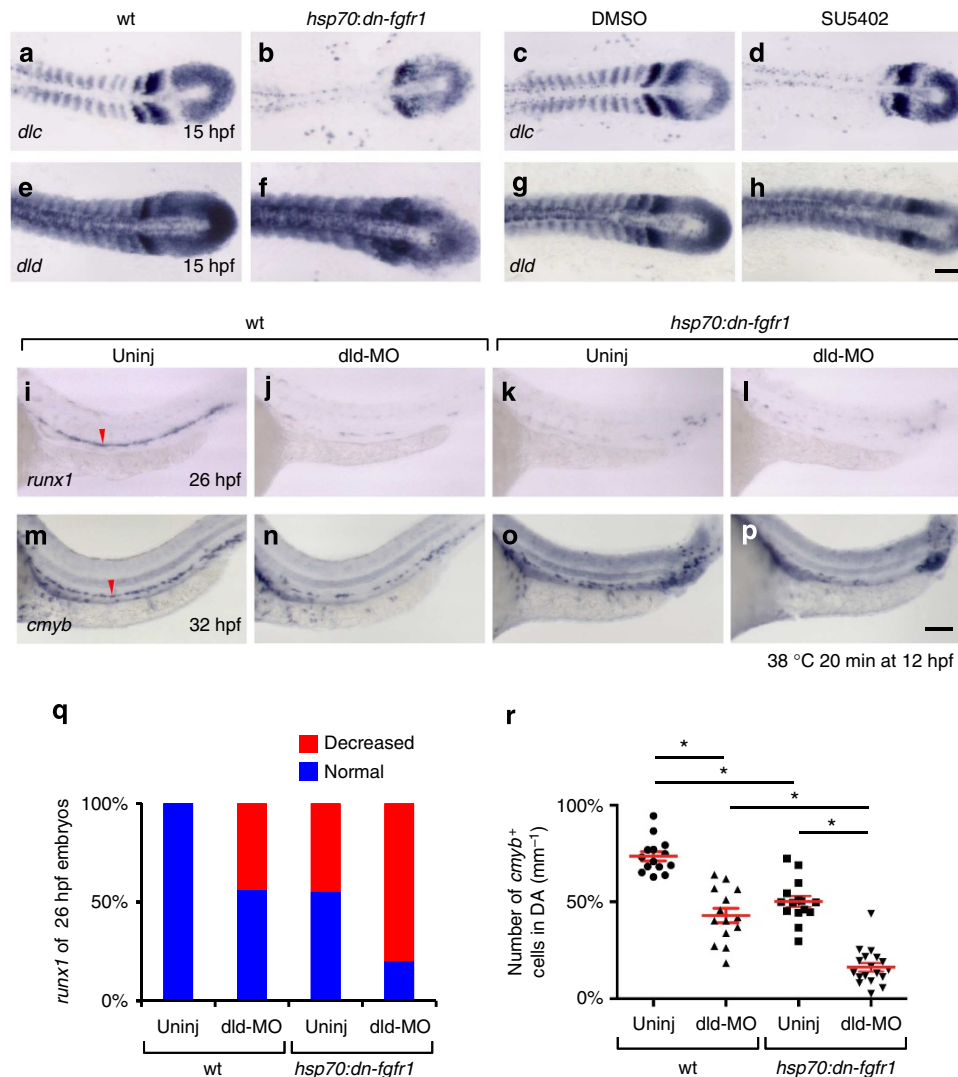 wt hsp70:dn-fgfr1 DMSO SU5402
a b c d
dlc 15 hpf dlc
e f g h
dld 15 hpf dld
wt hsp70:dn-fgfr1
Uninj dld-MO Uninj dld-MO
i j k l
runx1 26 hpf
m n o p
cmyb 32 hpf
38 °C 20 min at 12 hpf
q
Decreased
Normal
runx1 of 26 hpf embryos
100%
50%
0%
Uninj dld-MO Uninj dld-MO
wt hsp70:dn-fgfr1
r
Number of cmyb+
cells in DA (mm−1)
* * * *
100%
50%
0%
Uninj dld-MO Uninj dld-MO
wt hsp70:dn-fgfr1